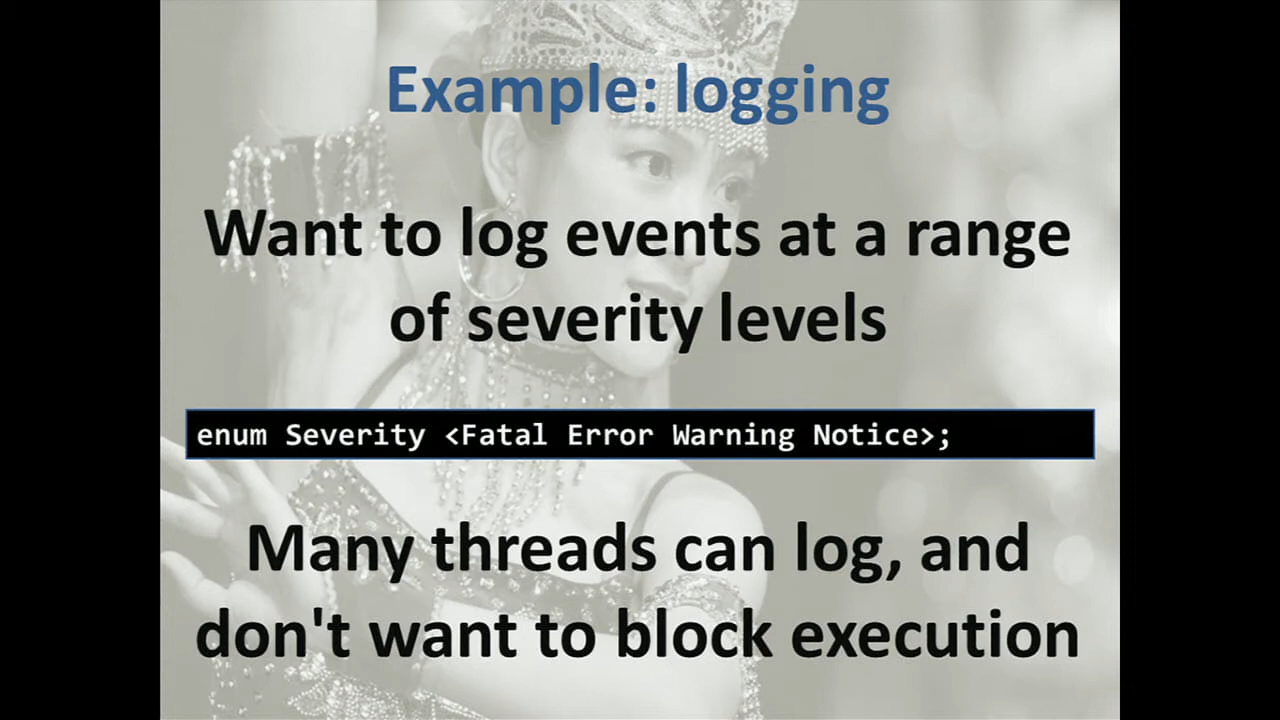 Example: logging
Want to log events at a range
of severity levels
enum Severity <Fatal Error Warning Notice>;
Many threads can log, and
don't want to block execution